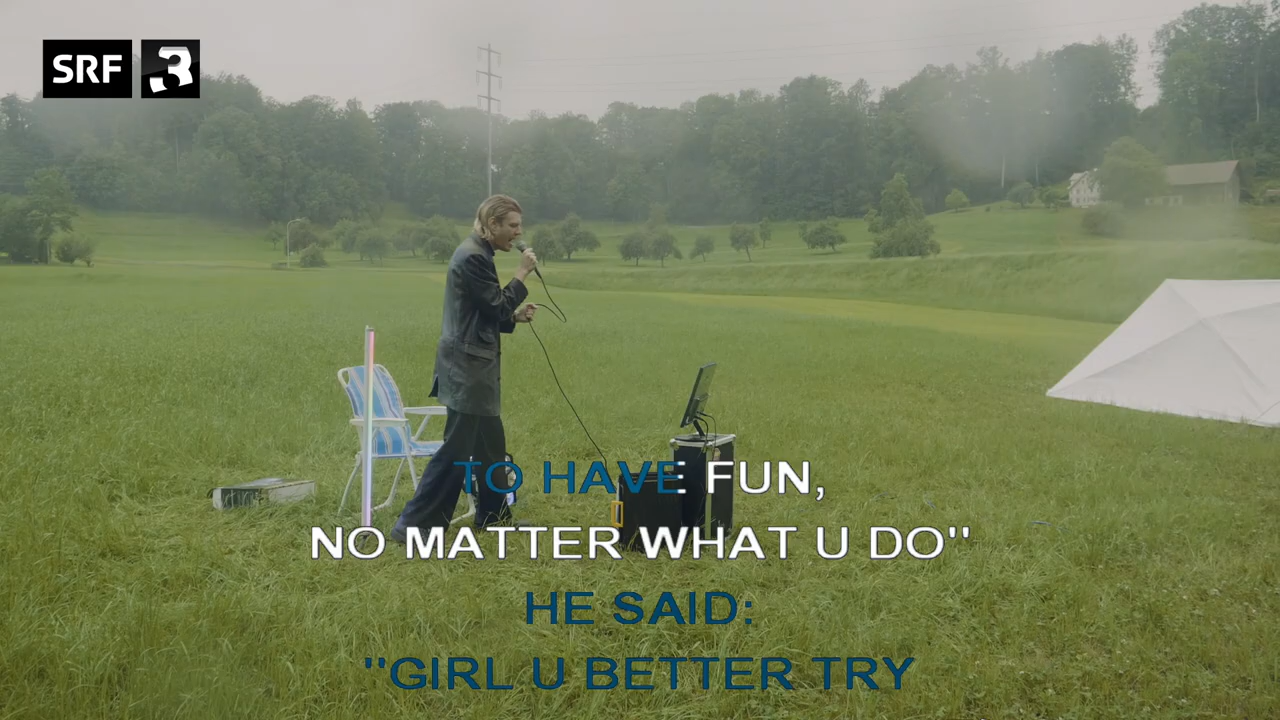 SRF 3
TO HAVE FUN,
NO MATTER WHAT U DO''
HE SAID:
''GIRL U BETTER TRY